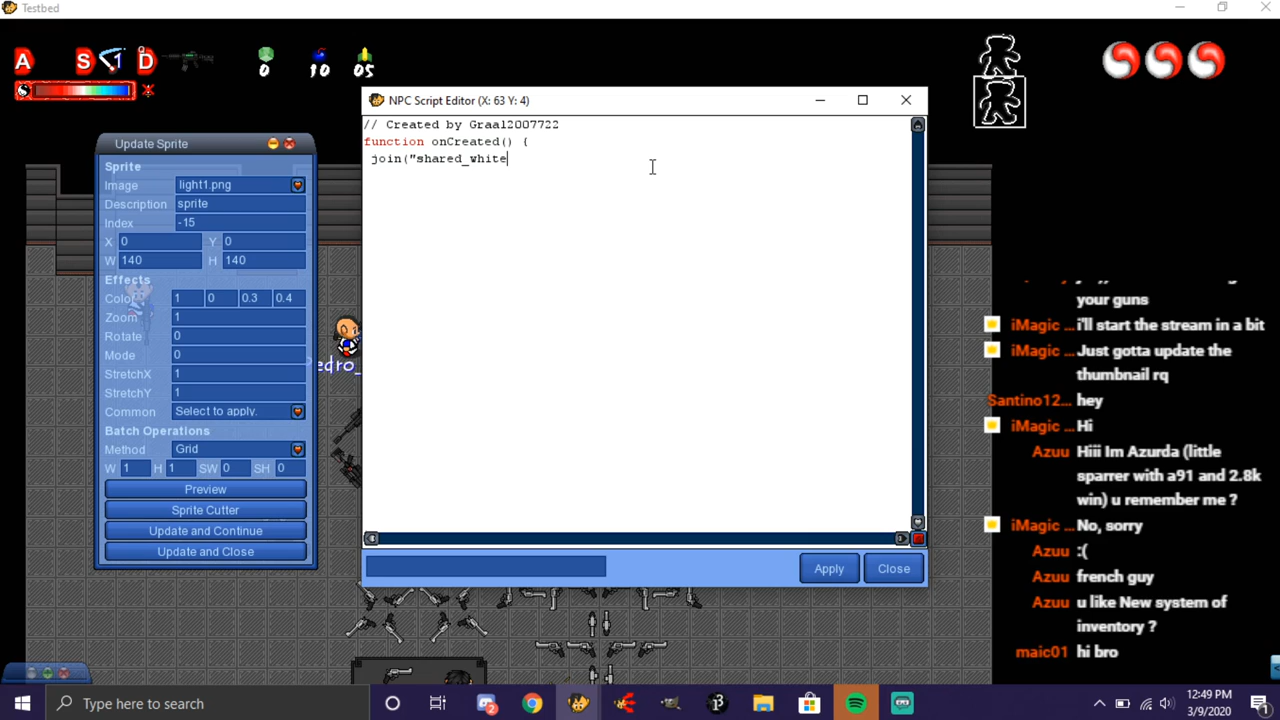 Testbed
A S D
0 10 05
NPC Script Editor (X: 63 Y: 4)
// Created by Graal2007722
function onCreated() {
join("shared_white
Update Sprite
Sprite
Image light1.png
Description sprite
Index -15
X 0 Y 0
W 140 H 140
Effects
Color 1 0 0.3 0.4
Zoom 1
Rotate 0
Mode 0
StretchX 1
StretchY 1
Common Select to apply.
Batch Operations
Method Grid
W 1 H 1 SW 0 SH 0
Preview
Sprite Cutter
Update and Continue
Update and Close
Apply Close
your guns
iMagic ... i'll start the stream in a bit
iMagic ... Just gotta update the
thumbnail rq
Santino12... hey
iMagic ... Hi
Azuu Hiii Im Azurda (little
sparrer with a91 and 2.8k
win) u remember me ?
iMagic ... No, sorry
Azuu :(
Azuu french guy
Azuu u like New system of
inventory ?
maic01 hi bro
Type here to search
12:49 PM
3/9/2020